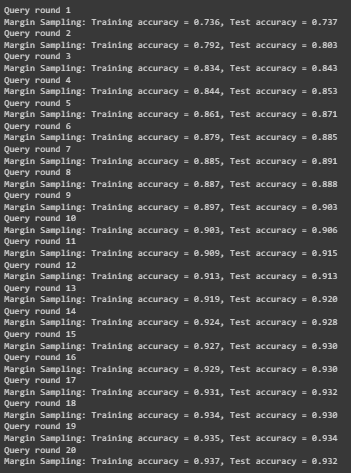 Query round 1
Margin Sampling: Training accuracy = 0.736, Test accuracy = 0.737
Query round 2
Margin Sampling: Training accuracy = 0.792, Test accuracy = 0.803
Query round 3
Margin Sampling: Training accuracy = 0.834, Test accuracy = 0.843
Query round 4
Margin Sampling: Training accuracy = 0.844, Test accuracy = 0.853
Query round 5
Margin Sampling: Training accuracy = 0.861, Test accuracy = 0.871
Query round 6
Margin Sampling: Training accuracy = 0.879, Test accuracy = 0.885
Query round 7
Margin Sampling: Training accuracy = 0.885, Test accuracy = 0.891
Query round 8
Margin Sampling: Training accuracy = 0.887, Test accuracy = 0.888
Query round 9
Margin Sampling: Training accuracy = 0.897, Test accuracy = 0.903
Query round 10
Margin Sampling: Training accuracy = 0.903, Test accuracy = 0.906
Query round 11
Margin Sampling: Training accuracy = 0.909, Test accuracy = 0.915
Query round 12
Margin Sampling: Training accuracy = 0.913, Test accuracy = 0.913
Query round 13
Margin Sampling: Training accuracy = 0.919, Test accuracy = 0.920
Query round 14
Margin Sampling: Training accuracy = 0.924, Test accuracy = 0.928
Query round 15
Margin Sampling: Training accuracy = 0.927, Test accuracy = 0.930
Query round 16
Margin Sampling: Training accuracy = 0.929, Test accuracy = 0.930
Query round 17
Margin Sampling: Training accuracy = 0.931, Test accuracy = 0.932
Query round 18
Margin Sampling: Training accuracy = 0.934, Test accuracy = 0.930
Query round 19
Margin Sampling: Training accuracy = 0.935, Test accuracy = 0.934
Query round 20
Margin Sampling: Training accuracy = 0.937, Test accuracy = 0.932